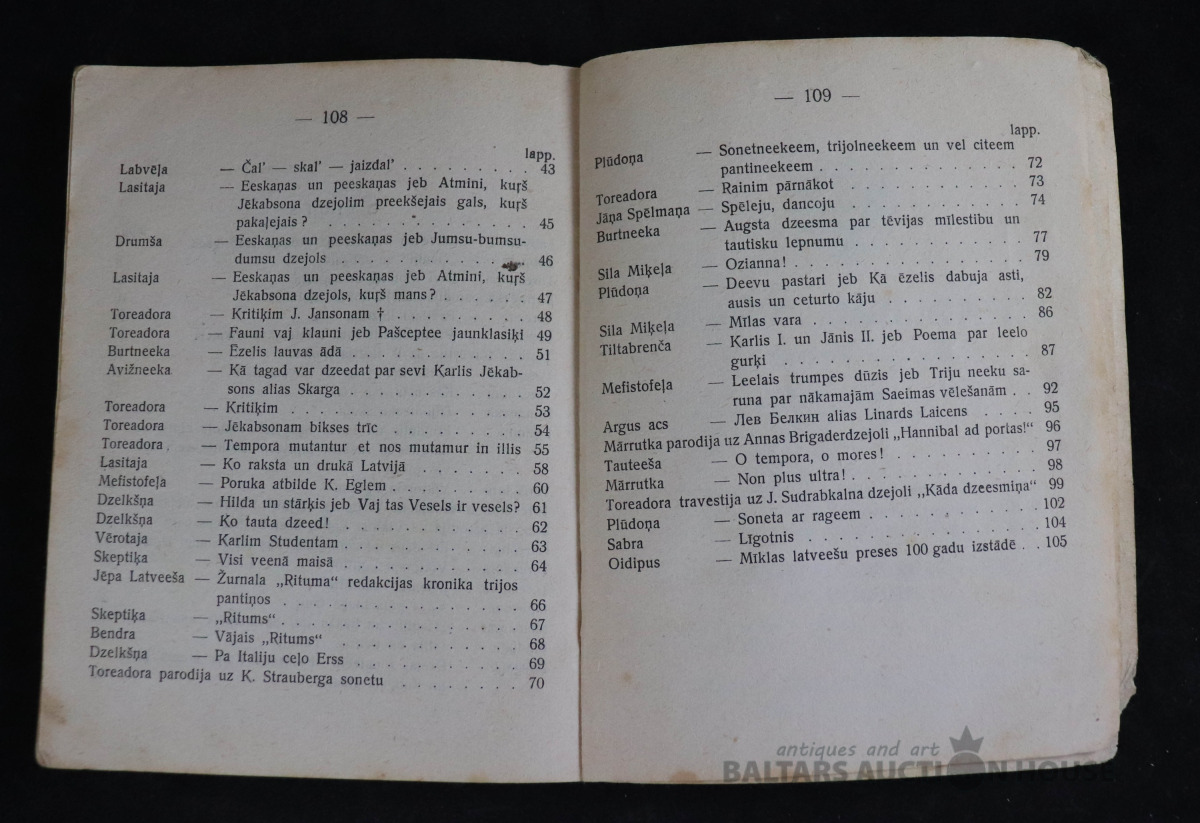 — 108 —
lapp.
Labvēļa — Čal’ — skal’ — jaizdal’ . . . . . . . . . 43
Lasitaja — Eeskaņas un peeskaņas jeb Atmini, kuŗš
Jēkabsona dzejolim preekšejais gals, kuŗš
pakaļejais? . . . . . . . . . . . . . 45
Drumša — Eeskaņas un peeskaņas jeb Jumsu-bumsu-
dumsu dzejols . . . . . . . . . . . 46
Lasitaja — Eeskaņas un peeskaņas jeb Atmini, kuŗš
Jēkabsona dzejols, kuŗš mans? . . . . . . 47
Toreadora — Kritiķim J. Jansonam † . . . . . . . . . 48
Toreadora — Fauni vaj klauni jeb Pašceptee jaunklasiķi 49
Burtneeka — Ēzelis lauvas ādā . . . . . . . . . . . 51
Avižneeka — Kā tagad var dzeedat par sevi Karlis Jēkab-
sons alias Skarga . . . . . . . . . . . 52
Toreadora — Kritiķim . . . . . . . . . . . . . . . 53
Toreadora — Jēkabsonam bikses trīc . . . . . . . . . 54
Toreadora — Tempora mutantur et nos mutamur in illis 55
Lasitaja — Ko raksta un drukā Latvijā . . . . . . . 58
Mefistofeļa — Poruka atbilde K. Eglem . . . . . . . . . 60
Dzelkšņa — Hilda un stārķis jeb Vaj tas Vesels ir vesels? 61
Dzelkšņa — Ko tauta dzeed! . . . . . . . . . . . . 62
Vērotaja — Karlim Studentam . . . . . . . . . . . . 63
Skeptiķa — Visi veenā maisā . . . . . . . . . . . . 64
Jēpa Latveeša — Žurnala „Rituma“ redakcijas kronika trijos
pantiņos . . . . . . . . . . . . . . . 66
Skeptiķa — „Ritums“ . . . . . . . . . . . . . . . 67
Bendra — Vājais „Ritums“ . . . . . . . . . . . . 68
Dzelkšņa — Pa Italiju ceļo Erss . . . . . . . . . . 69
Toreadora parodija uz K. Strauberga sonetu . . . . . . . . 70
— 109 —
lapp.
Plūdoņa — Sonetneekeem, trijolneekeem un vel citeem
pantineekeem . . . . . . . . . . . . . 72
Toreadora — Rainim pārnākot . . . . . . . . . . . . 73
Jāņa Spēlmaņa — Spēleju, dancoju . . . . . . . . . . . . 74
Burtneeka — Augsta dzeesma par tēvijas mīlestibu un
tautisku lepnumu . . . . . . . . . . . 77
Sila Miķeļa — Ozianna! . . . . . . . . . . . . . . . 79
Plūdoņa — Deevu pastari jeb Kā ēzelis dabuja asti,
ausis un ceturto kāju . . . . . . . . . . 82
Sila Miķeļa — Mīlas vara . . . . . . . . . . . . . . 86
Tiltabrenča — Karlis I. un Jānis II. jeb Poema par leelo
gurķi . . . . . . . . . . . . . . . . 87
Mefistofeļa — Leelais trumpes dūzis jeb Triju neeku sa-
runa par nākamajām Saeimas vēlešanām . . 92
Argus acs — Лев Белкин alias Linards Laicens . . . . 95
Mārrutka parodija uz Annas Brigaderdzejoli „Hannibal ad portas!“ 96
Tauteeša — O tempora, o mores! . . . . . . . . . . 97
Mārrutka — Non plus ultra! . . . . . . . . . . . . . 98
Toreadora travestija uz J. Sudrabkalna dzejoli „Kāda dzeesmiņa“ 99
Plūdoņa — Soneta ar rageem . . . . . . . . . . . . 102
Sabra — Līgotnis . . . . . . . . . . . . . . . 104
Oidipus — Mīklas latveešu preses 100 gadu izstādē . . 105
antiques and art
BALTARS AUCTION HOUSE